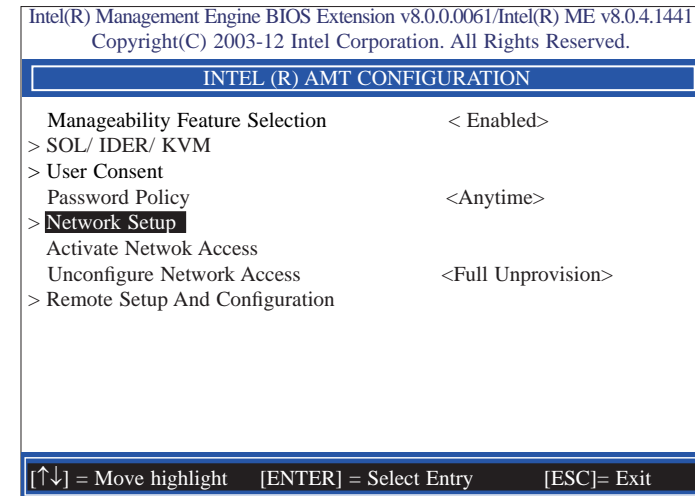 Intel(R) Management Engine BIOS Extension v8.0.0.0061/Intel(R) ME v8.0.4.1441
Copyright(C) 2003-12 Intel Corporation. All Rights Reserved.
INTEL (R) AMT CONFIGURATION
Manageability Feature Selection < Enabled>
> SOL/ IDER/ KVM
> User Consent
Password Policy <Anytime>
> Network Setup
Activate Netwok Access
Unconfigure Network Access <Full Unprovision>
> Remote Setup And Configuration
[↑↓] = Move highlight [ENTER] = Select Entry [ESC]= Exit